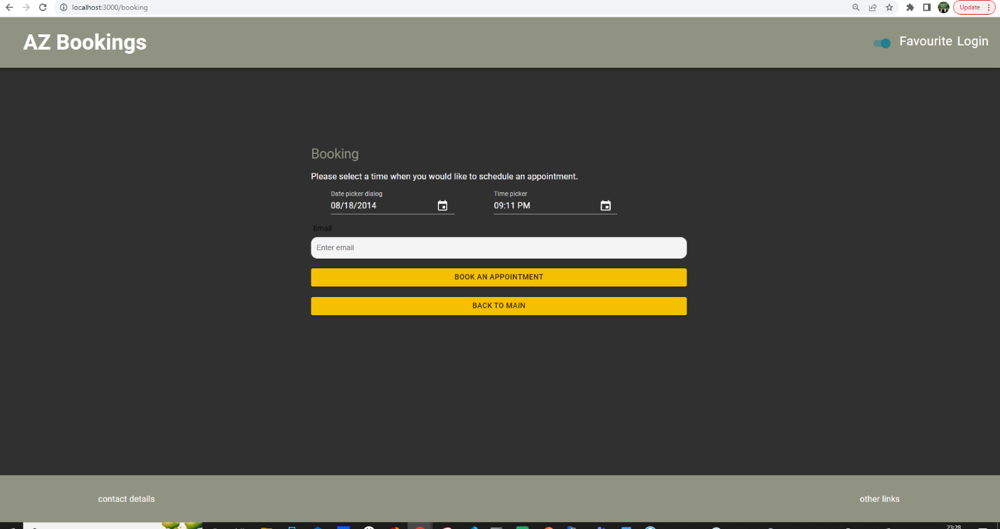 localhost:3000/booking
Update
AZ Bookings
Favourite Login
Booking
Please select a time when you would like to schedule an appointment.
Date picker dialog
Time picker
08/18/2014
09:11 PM
Email
Enter email
BOOK AN APPOINTMENT
BACK TO MAIN
contact details
other links
23:28